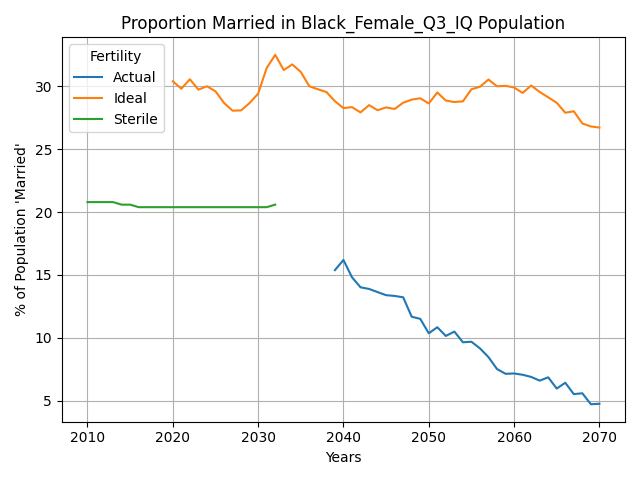 Proportion Married in Black_Female_Q3_IQ Population
Fertility
Actual
Ideal
Sterile
% of Population 'Married'
30
25
20
15
10
5
2010 2020 2030 2040 2050 2060 2070
Years